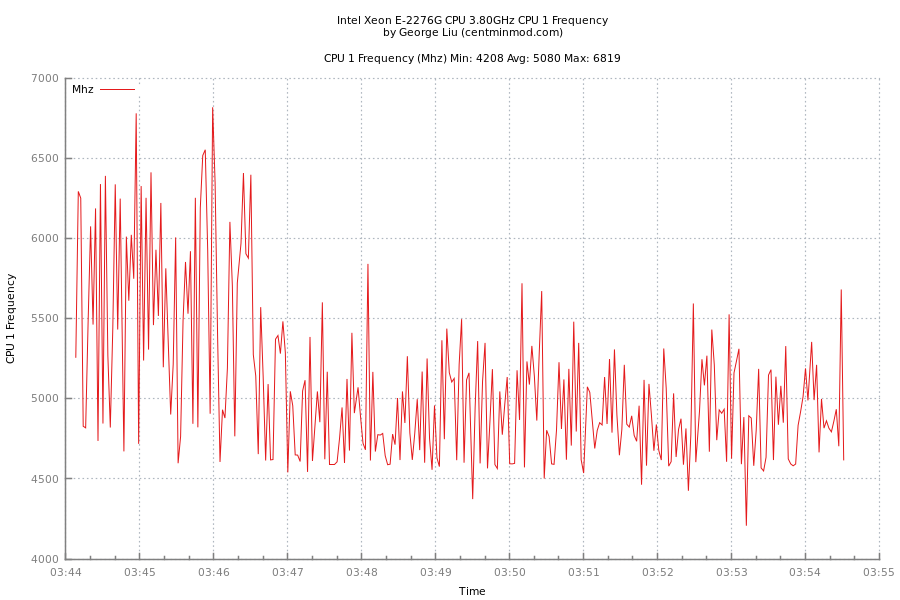 Intel Xeon E-2276G CPU 3.80GHz CPU 1 Frequency
by George Liu (centminmod.com)
CPU 1 Frequency (Mhz) Min: 4208 Avg: 5080 Max: 6819
Mhz
7000
6500
6000
5500
5000
4500
4000
CPU 1 Frequency
03:44 03:45 03:46 03:47 03:48 03:49 03:50 03:51 03:52 03:53 03:54 03:55
Time